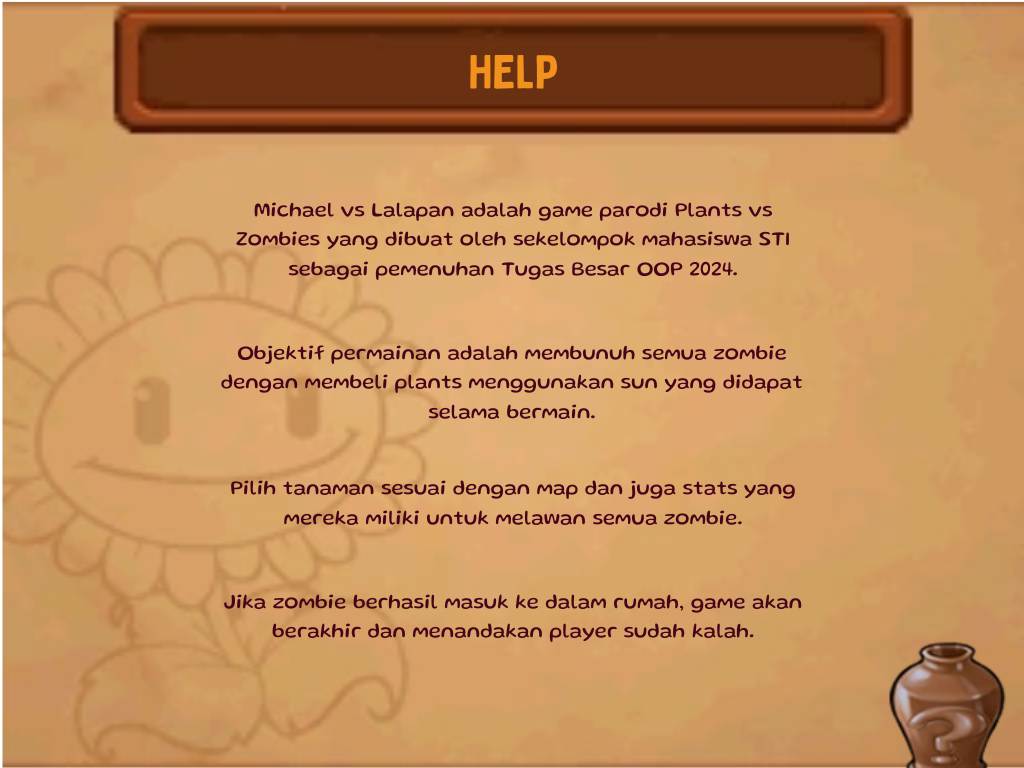 HELP
Michael vs Lalapan adalah game parodi Plants vs
Zombies yang dibuat oleh sekelompok mahasiswa STI
sebagai pemenuhan Tugas Besar OOP 2024.
Objektif permainan adalah membunuh semua zombie
dengan membeli plants menggunakan sun yang didapat
selama bermain.
Pilih tanaman sesuai dengan map dan juga stats yang
mereka miliki untuk melawan semua zombie.
Jika zombie berhasil masuk ke dalam rumah, game akan
berakhir dan menandakan player sudah kalah.
?